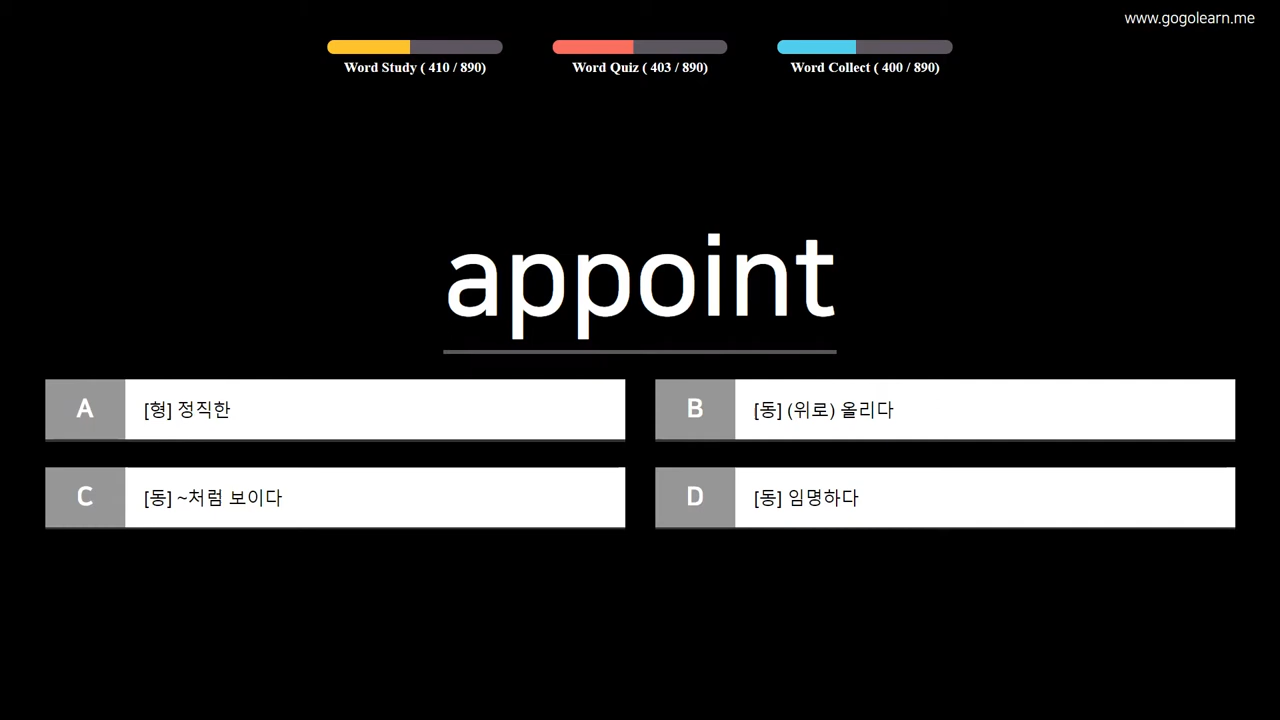 www.gogolearn.me
Word Study ( 410 / 890)
Word Quiz ( 403 / 890)
Word Collect ( 400 / 890)
appoint
A [형] 정직한
B [동] (위로) 올리다
C [동] ~처럼 보이다
D [동] 임명하다